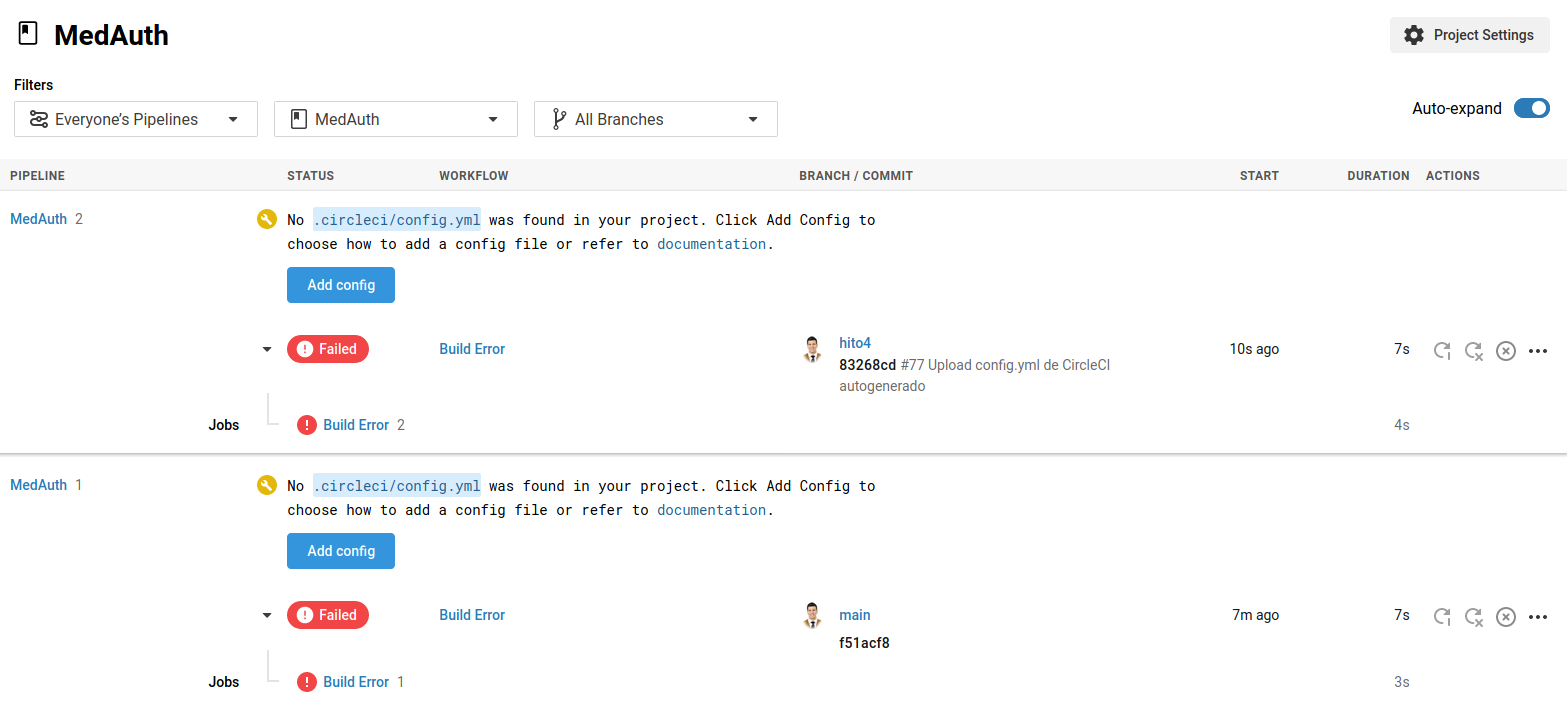 MedAuth
Project Settings
Filters
Everyone’s Pipelines
MedAuth
All Branches
Auto-expand
PIPELINE STATUS WORKFLOW BRANCH / COMMIT START DURATION ACTIONS
MedAuth 2
No .circleci/config.yml was found in your project. Click Add Config to
choose how to add a config file or refer to documentation.
Add config
Failed Build Error hito4 10s ago 7s
83268cd #77 Upload config.yml de CircleCI
autogenerado
Jobs Build Error 2 4s
MedAuth 1
No .circleci/config.yml was found in your project. Click Add Config to
choose how to add a config file or refer to documentation.
Add config
Failed Build Error main 7m ago 7s
f51acf8
Jobs Build Error 1 3s